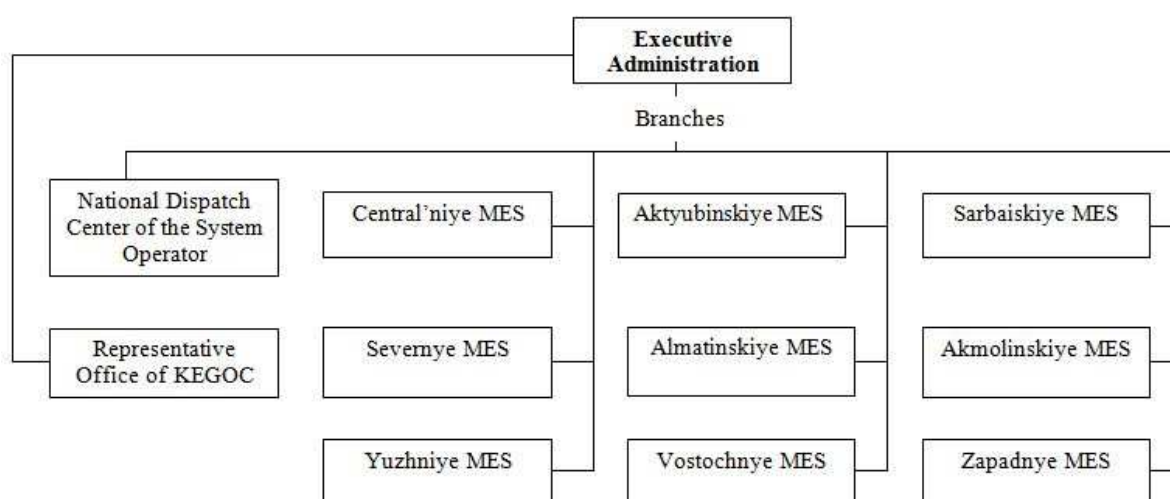 Executive
Administration
Branches
National Dispatch
Center of the System
Operator
Central’niye MES
Aktyubinskiye MES
Sarbaiskiye MES
Representative
Office of KEGOC
Severnye MES
Almatinskiye MES
Akmolinskiye MES
Yuzhniye MES
Vostochnye MES
Zapadnye MES